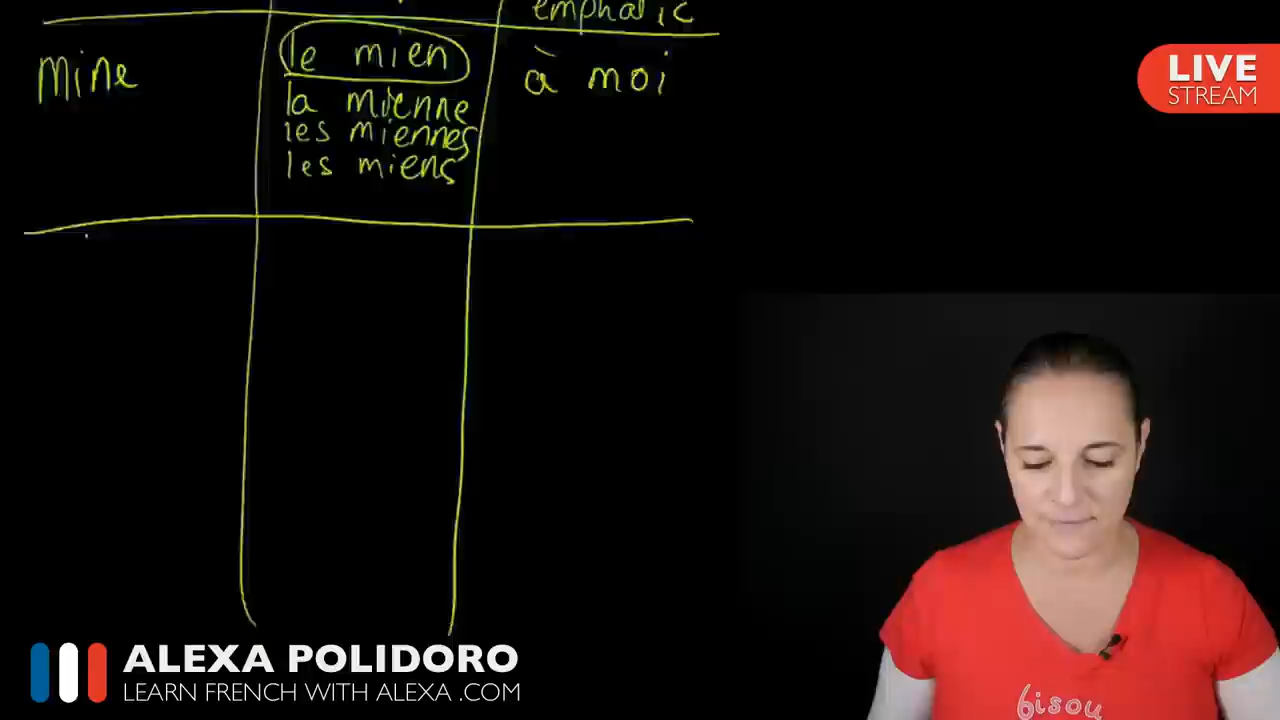 emphatic
mine
le mien
à moi
la mienne
les miennes
les miens
LIVE
STREAM
ALEXA POLIDORO
LEARN FRENCH WITH ALEXA .COM
bisou